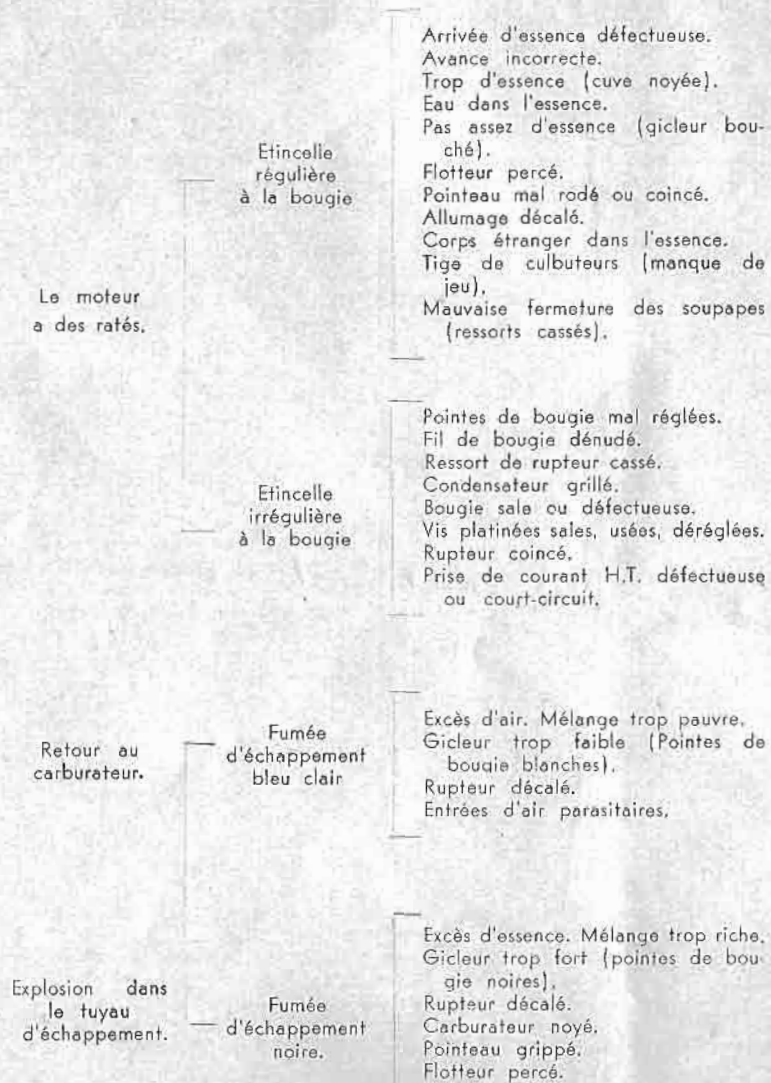 Le moteur
a des ratés.
Etincelle
régulière
à la bougie
Arrivée d'essence défectueuse.
Avance incorrecte.
Trop d'essence (cuve noyée).
Eau dans l'essence.
Pas assez d'essence (gicleur bou-
ché).
Flotteur percé.
Pointeau mal rodé ou coincé.
Allumage décalé.
Corps étranger dans l'essence.
Tige de culbuteurs (manque de
jeu).
Mauvaise fermeture des soupapes
(ressorts cassés).
Etincelle
irrégulière
à la bougie
Pointes de bougie mal réglées.
Fil de bougie dénudé.
Ressort de rupteur cassé.
Condensateur grillé.
Bougie sale ou défectueuse.
Vis platinées sales, usées, déréglées.
Rupteur coincé.
Prise de courant H.T. défectueuse
ou court-circuit.
Retour au
carburateur.
Fumée
d'échappement
bleu clair
Excès d'air. Mélange trop pauvre.
Gicleur trop faible (Pointes de
bougie blanches).
Rupteur décalé.
Entrées d'air parasitaires.
Explosion dans
le tuyau
d'échappement.
Fumée
d'échappement
noire.
Excès d'essence. Mélange trop riche.
Gicleur trop fort (pointes de bou-
gie noires).
Rupteur décalé.
Carburateur noyé.
Pointeau grippé.
Flotteur percé.